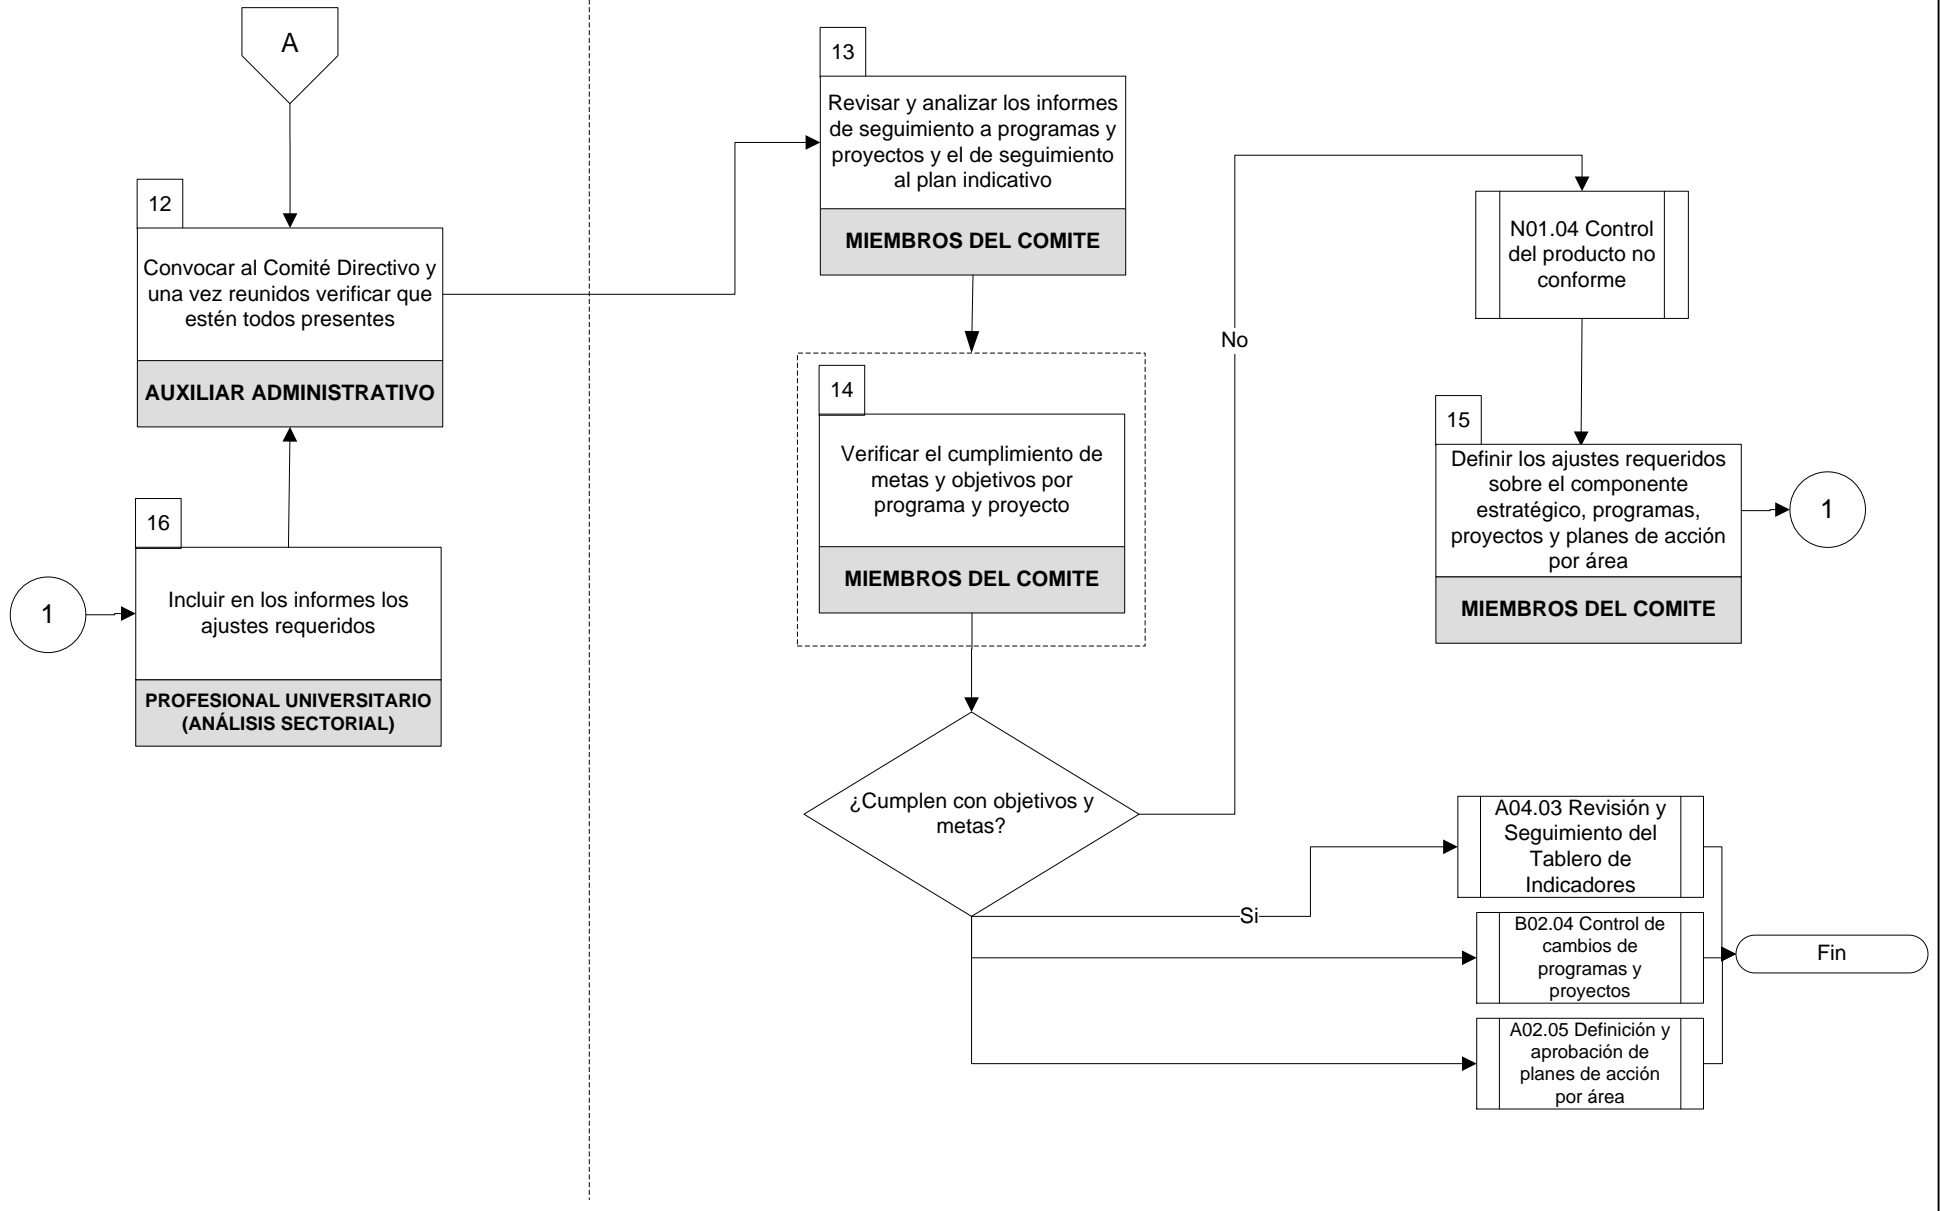 A
12
Convocar al Comité Directivo y
una vez reunidos verificar que
estén todos presentes
AUXILIAR ADMINISTRATIVO
16
1
Incluir en los informes los
ajustes requeridos
PROFESIONAL UNIVERSITARIO
(ANÁLISIS SECTORIAL)
13
Revisar y analizar los informes
de seguimiento a programas y
proyectos y el de seguimiento
al plan indicativo
MIEMBROS DEL COMITE
14
Verificar el cumplimiento de
metas y objetivos por
programa y proyecto
MIEMBROS DEL COMITE
¿Cumplen con objetivos y
metas?
No
N01.04 Control
del producto no
conforme
15
Definir los ajustes requeridos
sobre el componente
estratégico, programas,
proyectos y planes de acción
por área
MIEMBROS DEL COMITE
1
Si
A04.03 Revisión y
Seguimiento del
Tablero de
Indicadores
B02.04 Control de
cambios de
programas y
proyectos
A02.05 Definición y
aprobación de
planes de acción
por área
Fin